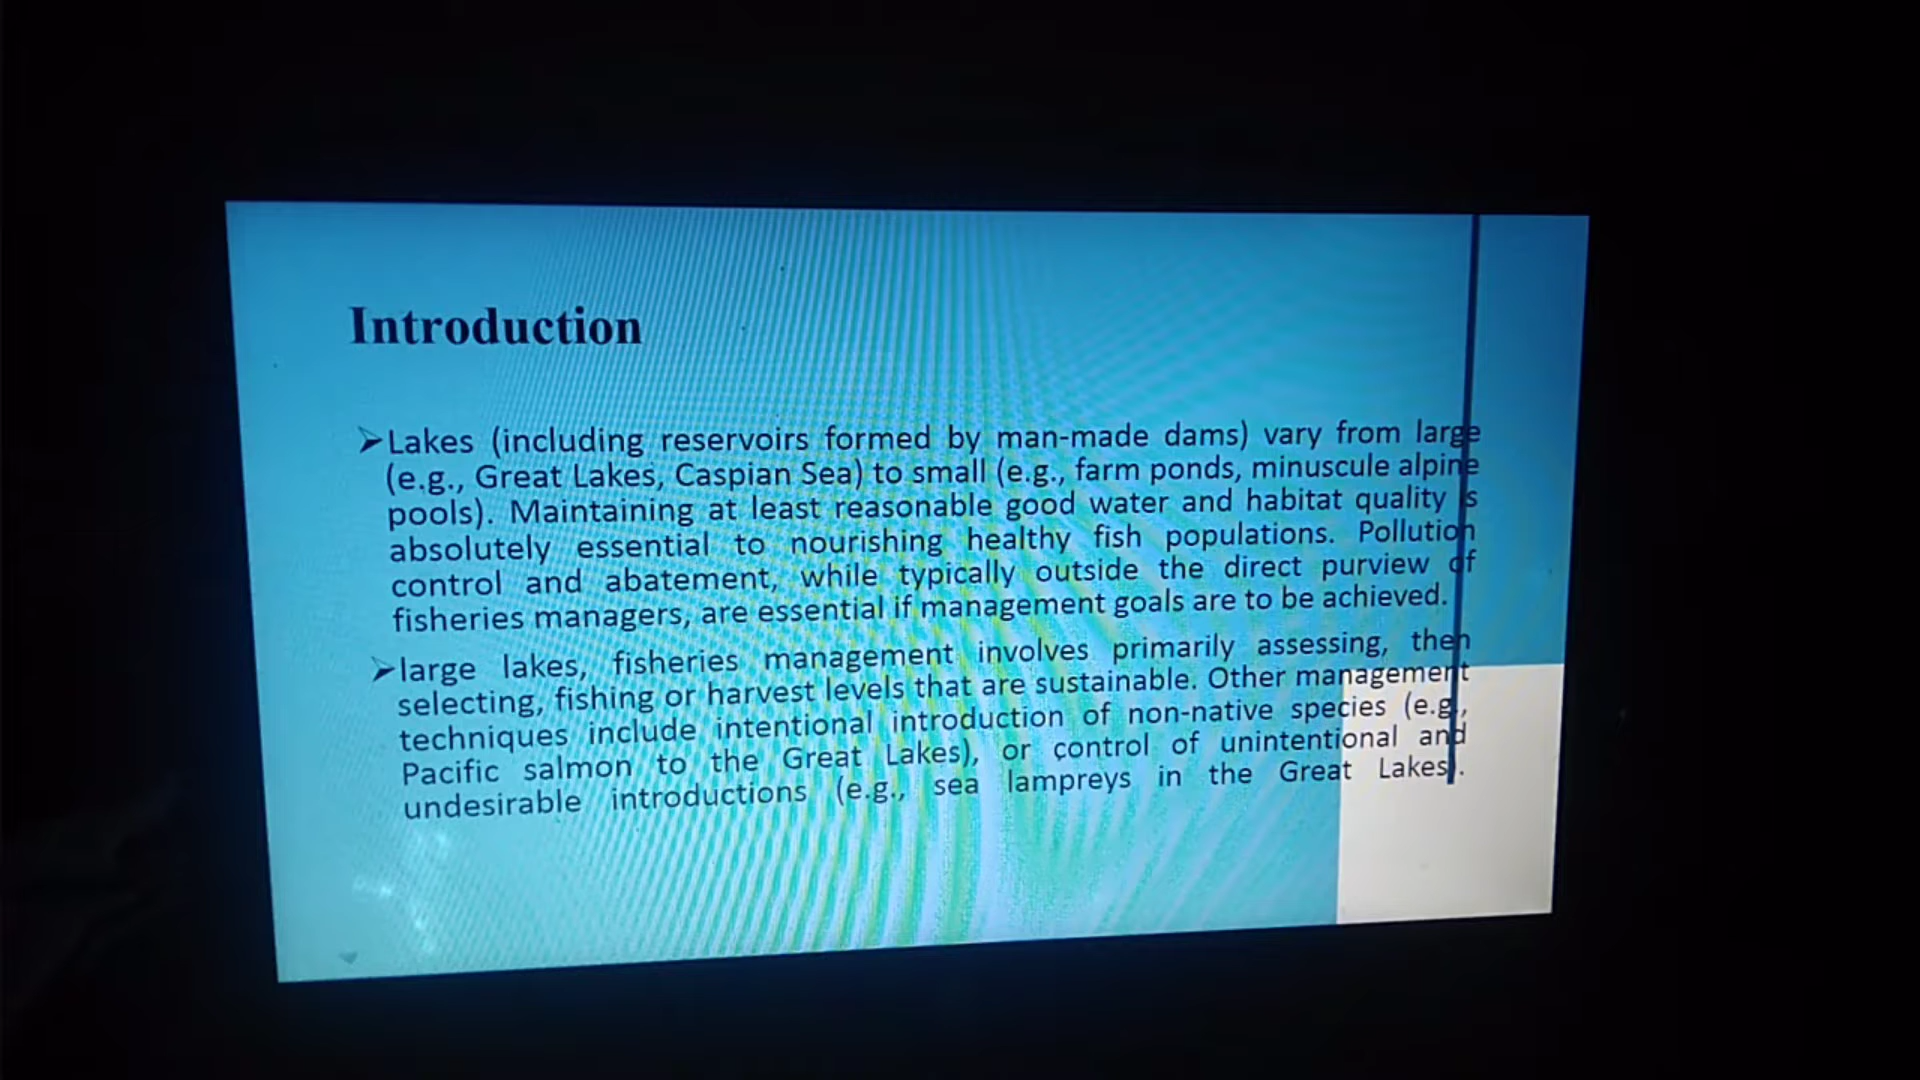 Introduction
➢Lakes (including reservoirs formed by man-made dams) vary from large
(e.g., Great Lakes, Caspian Sea) to small (e.g., farm ponds, minuscule alpine
pools). Maintaining at least reasonable good water and habitat quality is
absolutely essential to nourishing healthy fish populations. Pollution
control and abatement, while typically outside the direct purview of
fisheries managers, are essential if management goals are to be achieved.
➢large lakes, fisheries management involves primarily assessing, then
selecting, fishing or harvest levels that are sustainable. Other management
techniques include intentional introduction of non-native species (e.g.,
Pacific salmon to the Great Lakes), or control of unintentional and
undesirable introductions (e.g., sea lampreys in the Great Lakes).